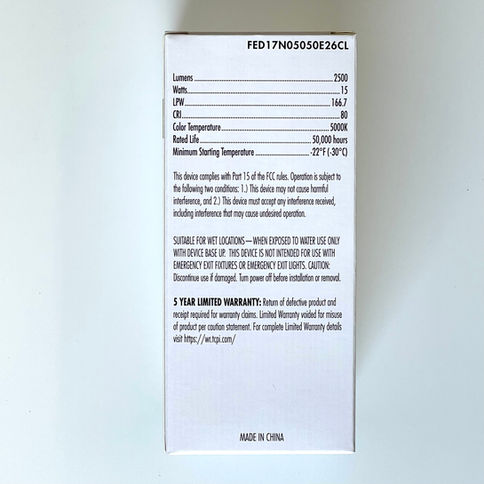 FED17N05050E26CL
Lumens 2500
Watts 15
LPW 166.7
CRI 80
Color Temperature 5000K
Rated Life 50,000 hours
Minimum Starting Temperature -22°F (-30°C)
This device complies with Part 15 of the FCC rules. Operation is subject to
the following two conditions: 1.) This device may not cause harmful
interference, and 2.) This device must accept any interference received,
including interference that may cause undesired operation.
SUITABLE FOR WET LOCATIONS—WHEN EXPOSED TO WATER USE ONLY
WITH DEVICE BASE UP. THIS DEVICE IS NOT INTENDED FOR USE WITH
EMERGENCY EXIT FIXTURES OR EMERGENCY EXIT LIGHTS. CAUTION:
Discontinue use if damaged. Turn power off before installation or removal.
5 YEAR LIMITED WARRANTY: Return of defective product and
receipt required for warranty claims. Limited Warranty voided for misuse
of product per caution statement. For complete Limited Warranty details
visit https://wr.tcpi.com/
MADE IN CHINA